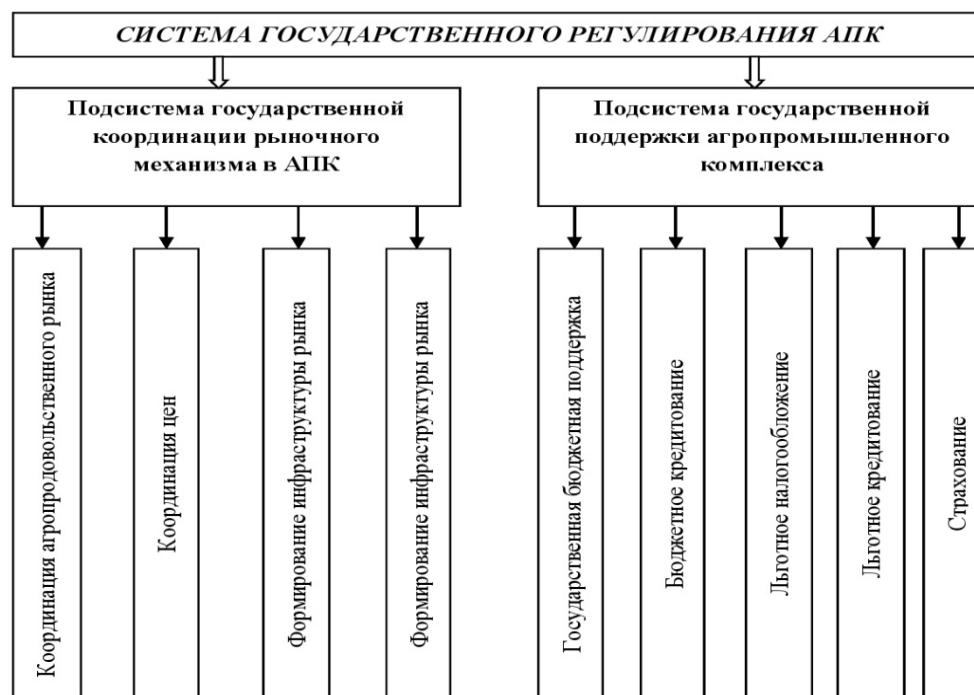 СИСТЕМА ГОСУДАРСТВЕННОГО РЕГУЛИРОВАНИЯ АПК
Подсистема государственной
координации рыночного
механизма в АПК
Подсистема государственной
поддержки агропромышленного
комплекса
Координация агропродовольственного рынка
Координация цен
Формирование инфраструктуры рынка
Формирование инфраструктуры рынка
Государственная бюджетная поддержка
Бюджетное кредитование
Льготное налогообложение
Льготное кредитование
Страхование